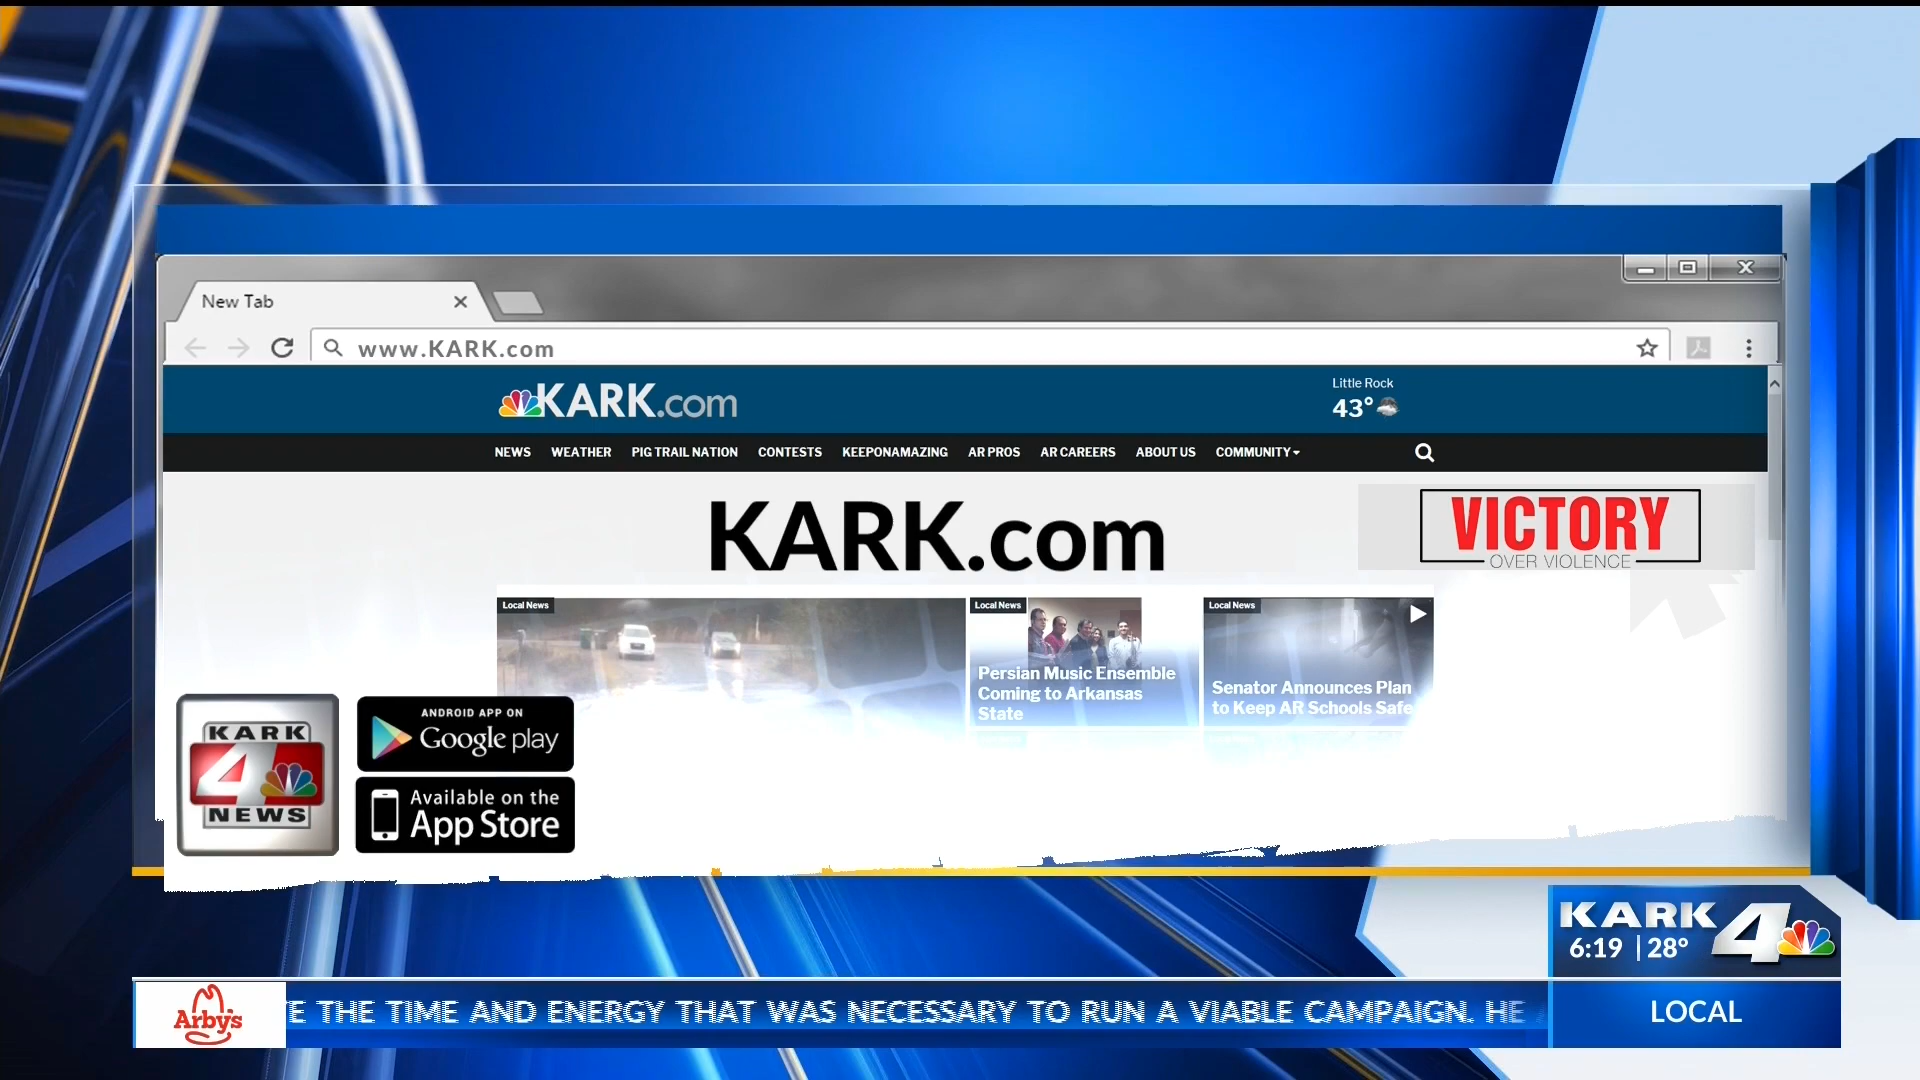 New Tab
www.KARK.com
KARK.com
Little Rock
43°
NEWS WEATHER PIG TRAIL NATION CONTESTS KEEPONAMAZING AR PROS AR CAREERS ABOUT US COMMUNITY
KARK.com
VICTORY
OVER VIOLENCE
Local News
Local News
Persian Music Ensemble
Coming to Arkansas
State
Local News
Senator Announces Plan
to Keep AR Schools Safe
KARK
4
NEWS
ANDROID APP ON
Google play
Available on the
App Store
KARK 4
6:19 | 28°
Arby's
E THE TIME AND ENERGY THAT WAS NECESSARY TO RUN A VIABLE CAMPAIGN. HE
LOCAL